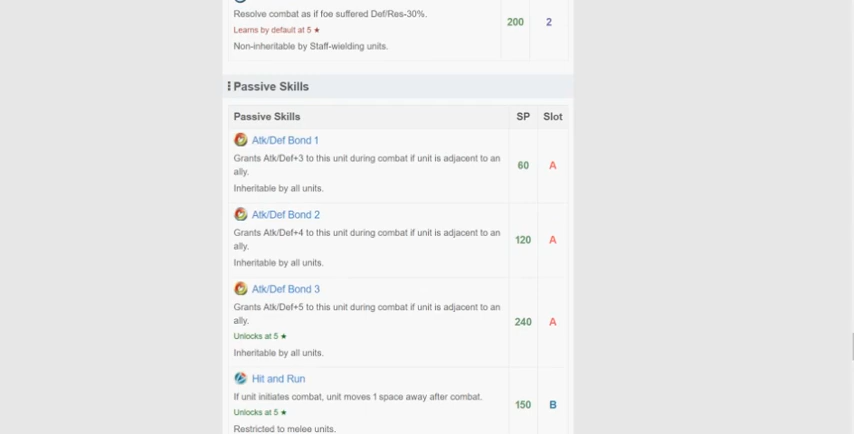 Resolve combat as if foe suffered Def/Res-30%.
Learns by default at 5 ★
Non-inheritable by Staff-wielding units.
200 2
Passive Skills
Passive Skills SP Slot
Atk/Def Bond 1
Grants Atk/Def+3 to this unit during combat if unit is adjacent to an
ally.
Inheritable by all units.
60 A
Atk/Def Bond 2
Grants Atk/Def+4 to this unit during combat if unit is adjacent to an
ally.
Inheritable by all units.
120 A
Atk/Def Bond 3
Grants Atk/Def+5 to this unit during combat if unit is adjacent to an
ally.
Unlocks at 5 ★
Inheritable by all units.
240 A
Hit and Run
If unit initiates combat, unit moves 1 space away after combat.
Unlocks at 5 ★
Restricted to melee units.
150 B